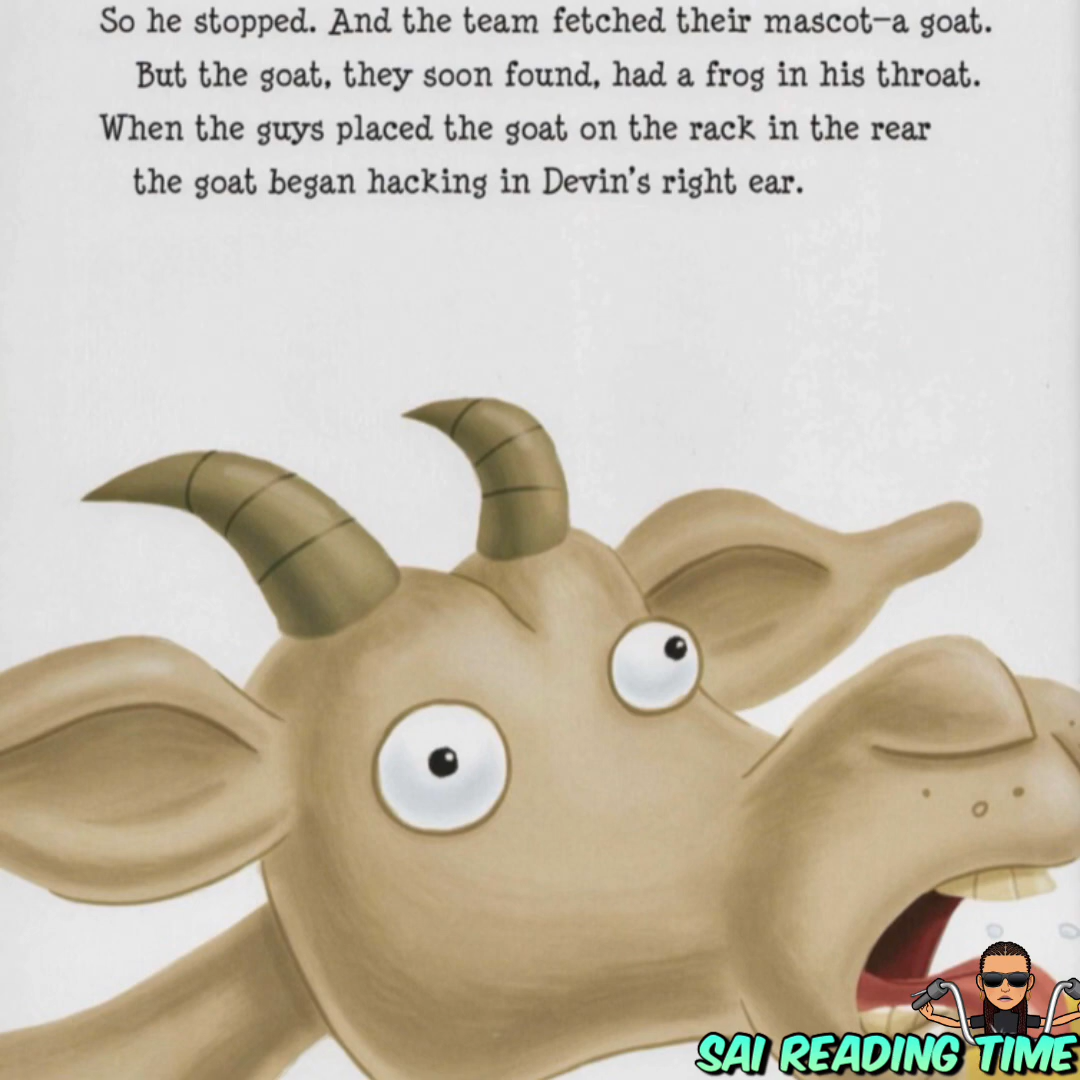 So he stopped. And the team fetched their mascot—a goat.
But the goat, they soon found, had a frog in his throat.
When the guys placed the goat on the rack in the rear
the goat began hacking in Devin's right ear.
SAI READING TIME